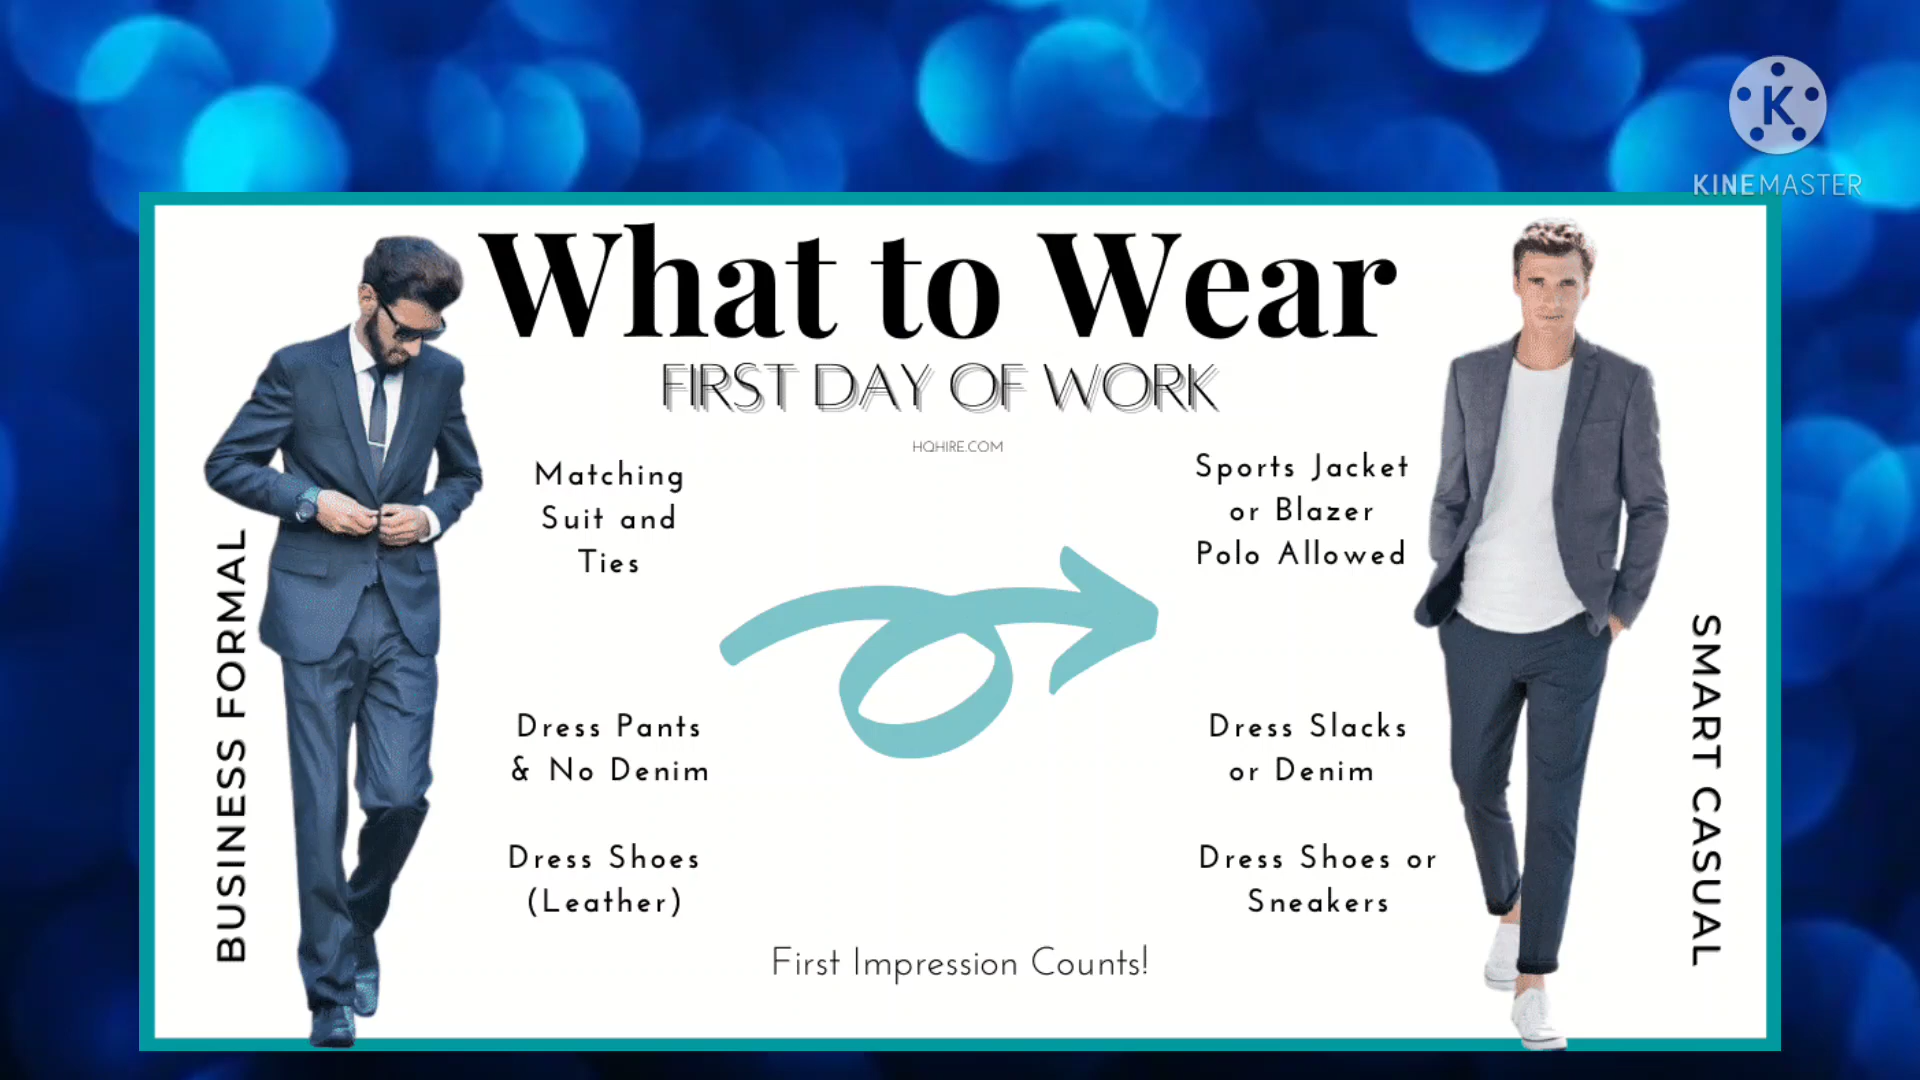 K
KINEMASTER
What to Wear
FIRST DAY OF WORK
HQHIRE.COM
BUSINESS FORMAL
Matching
Suit and
Ties
Dress Pants
& No Denim
Dress Shoes
(Leather)
Sports Jacket
or Blazer
Polo Allowed
Dress Slacks
or Denim
Dress Shoes or
Sneakers
SMART CASUAL
First Impression Counts!